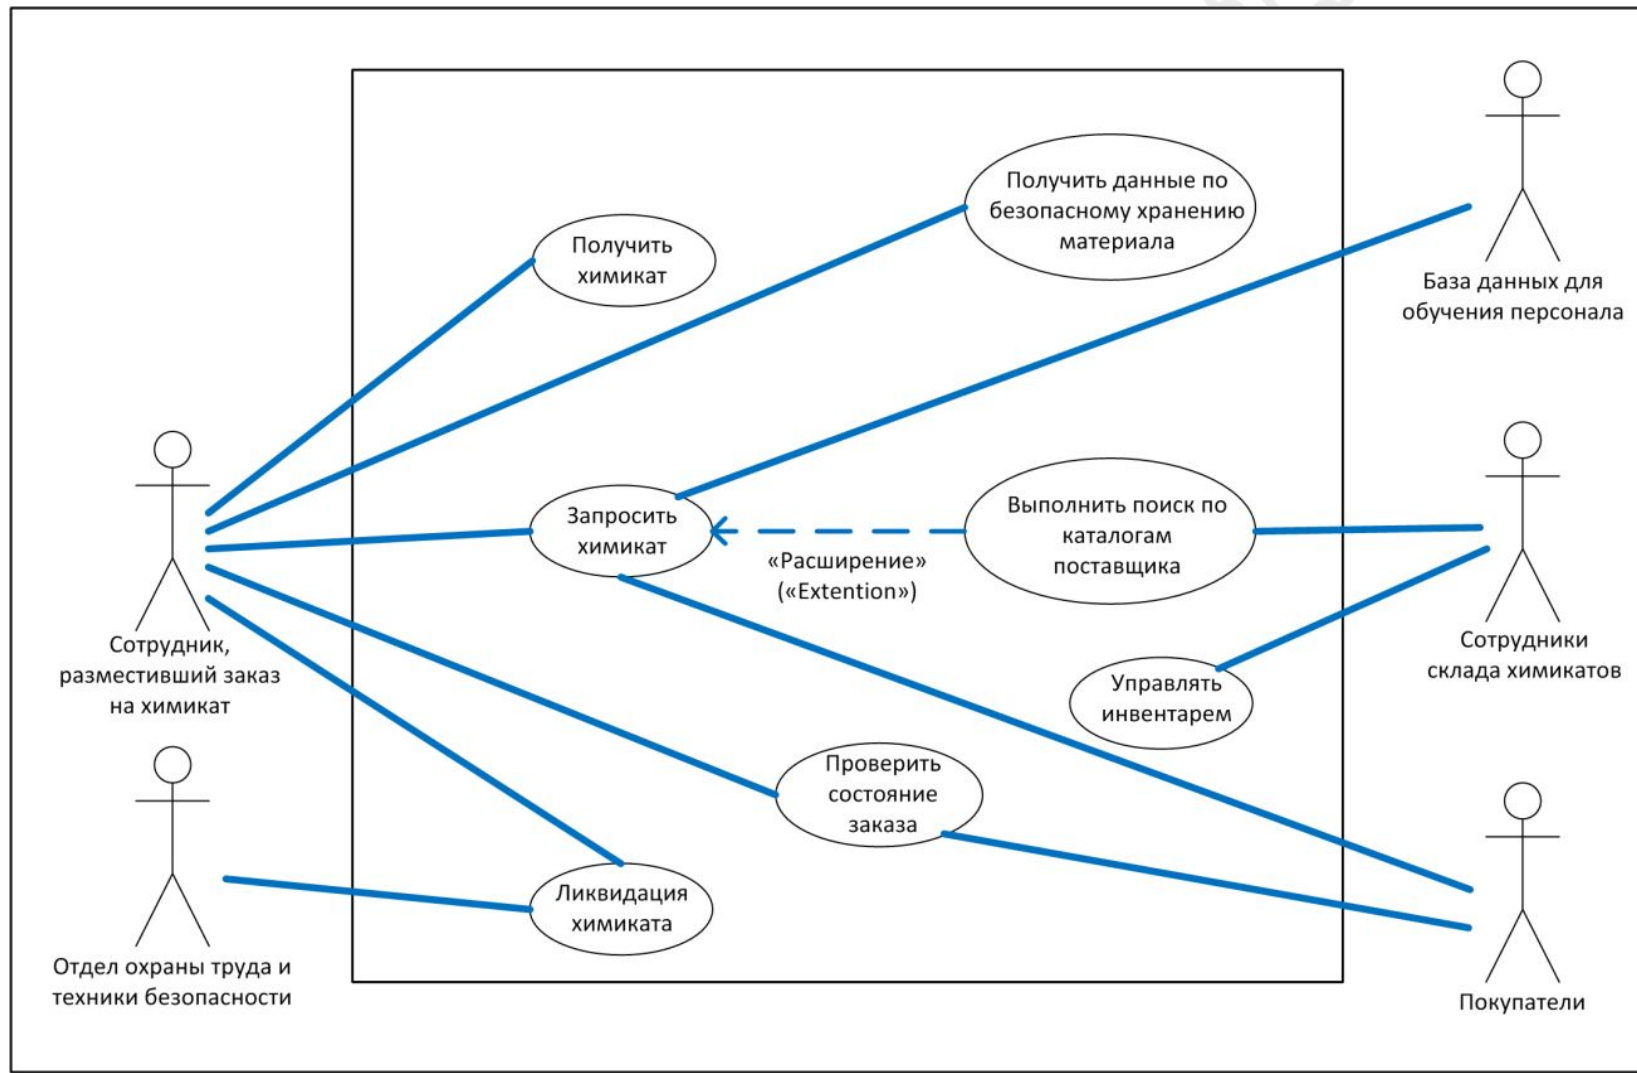 Получить данные по
безопасному хранению
материала
Получить
химикат
База данных для
обучения персонала
Запросить
химикат
«Расширение»
(«Extention»)
Выполнить поиск по
каталогам
поставщика
Сотрудник,
разместивший заказ
на химикат
Сотрудники
склада химикатов
Управлять
инвентарем
Проверить
состояние
заказа
Ликвидация
химиката
Отдел охраны труда и
техники безопасности
Покупатели